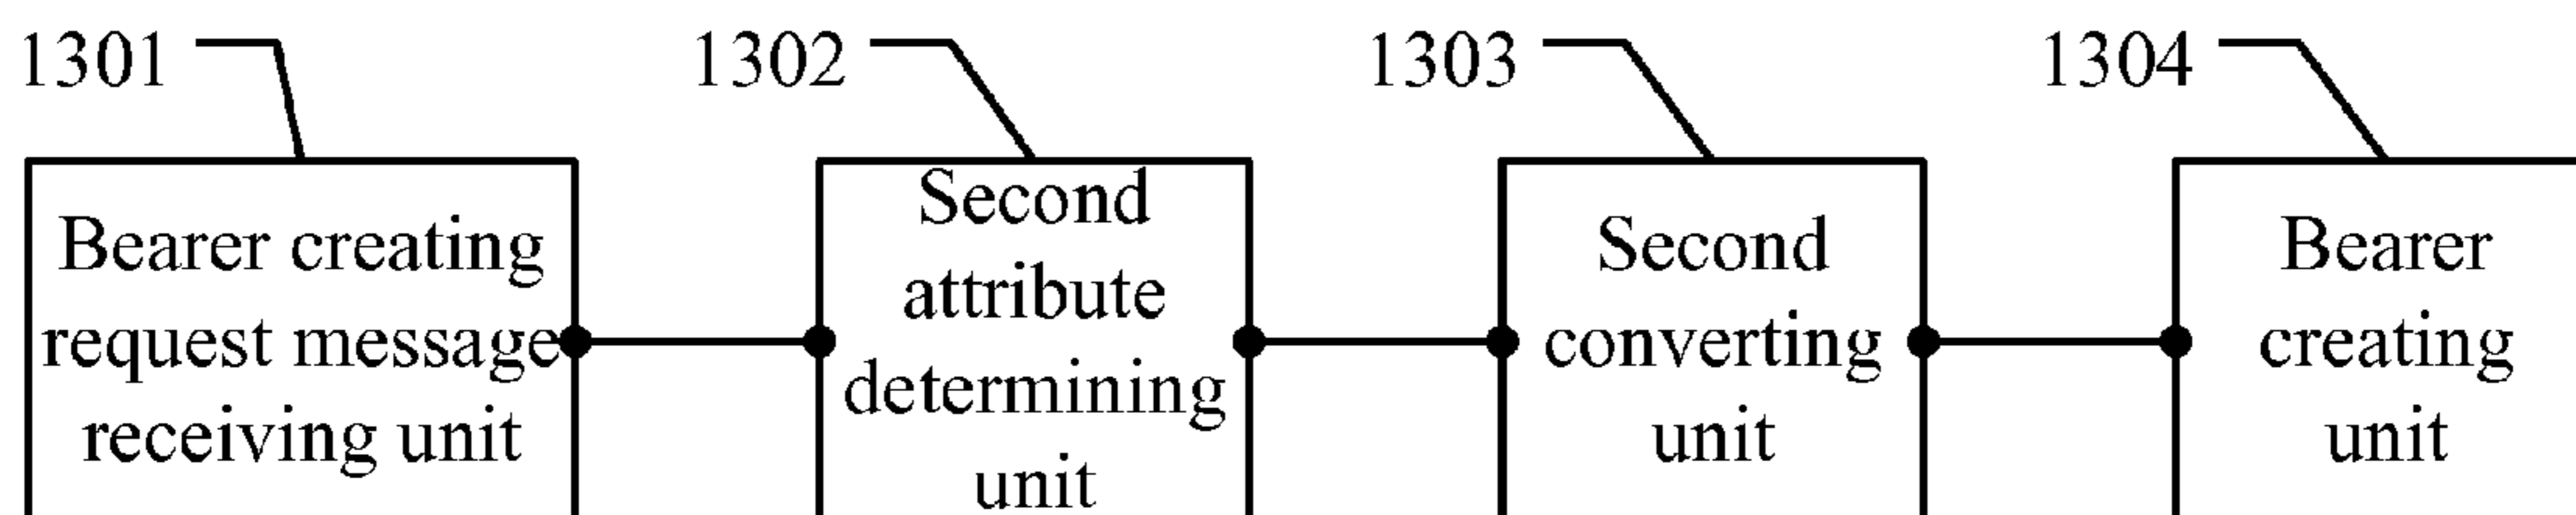 1301
1302
1303
1304
Bearer creating
request message
receiving unit
Second
attribute
determining
unit
Second
converting
unit
Bearer
creating
unit